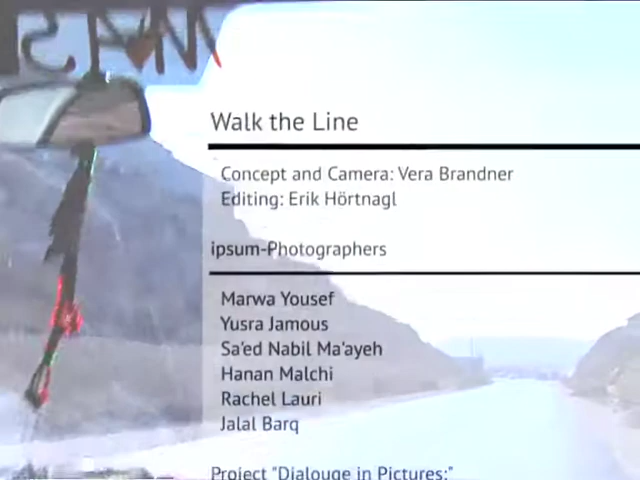 Walk the Line
Concept and Camera: Vera Brandner
Editing: Erik Hörtnagl
ipsum-Photographers
Marwa Yousef
Yusra Jamous
Sa'ed Nabil Ma'ayeh
Hanan Malchi
Rachel Lauri
Jalal Barq
Project "Dialouge in Pictures:"